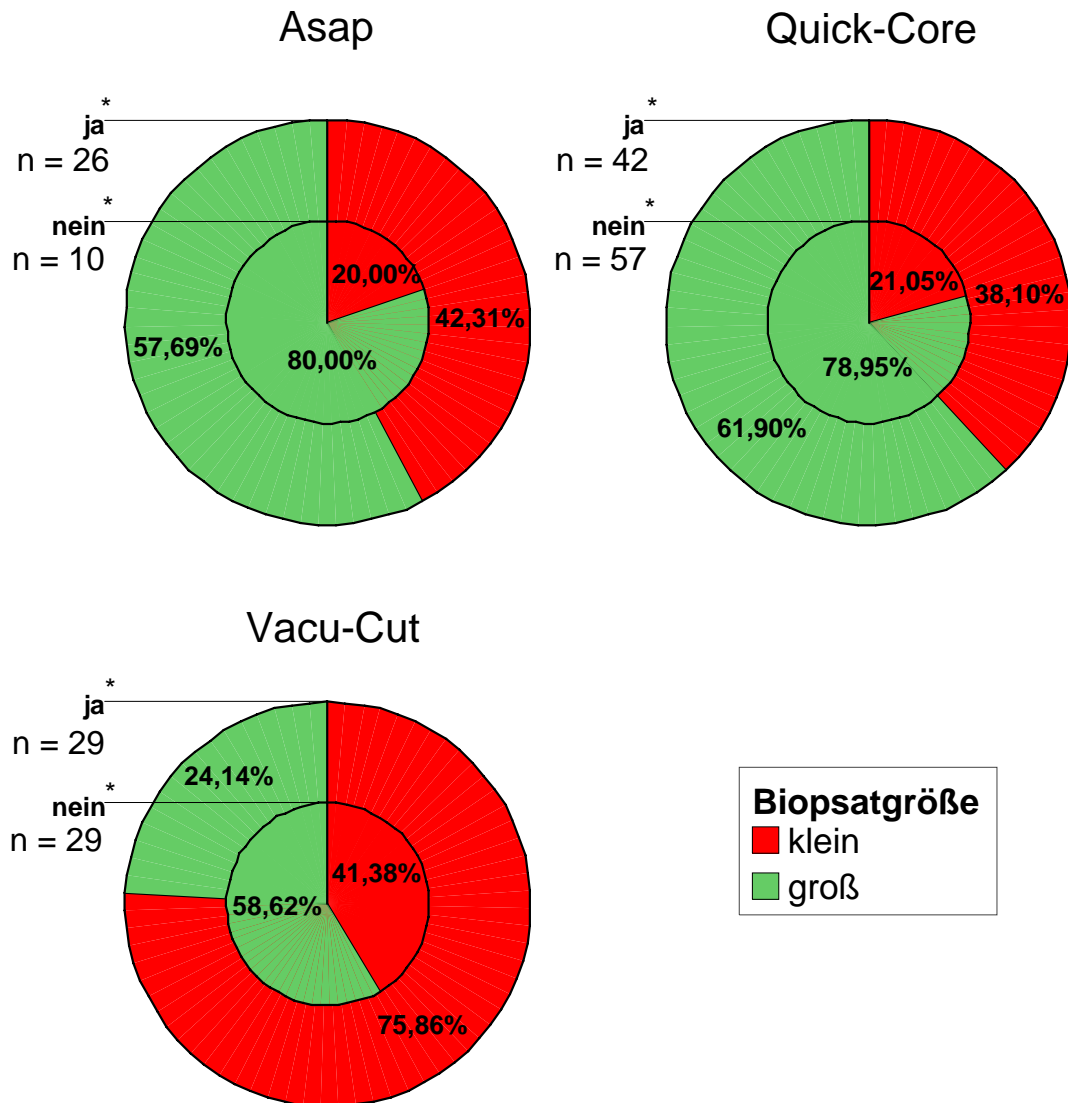 Asap
ja*
n = 26
nein*
n = 10
20,00%
42,31%
57,69%
80,00%
Quick-Core
ja*
n = 42
nein*
n = 57
21,05%
38,10%
78,95%
61,90%
Vacu-Cut
ja*
n = 29
nein*
n = 29
24,14%
41,38%
58,62%
75,86%
Biopsatgröße
klein
groß